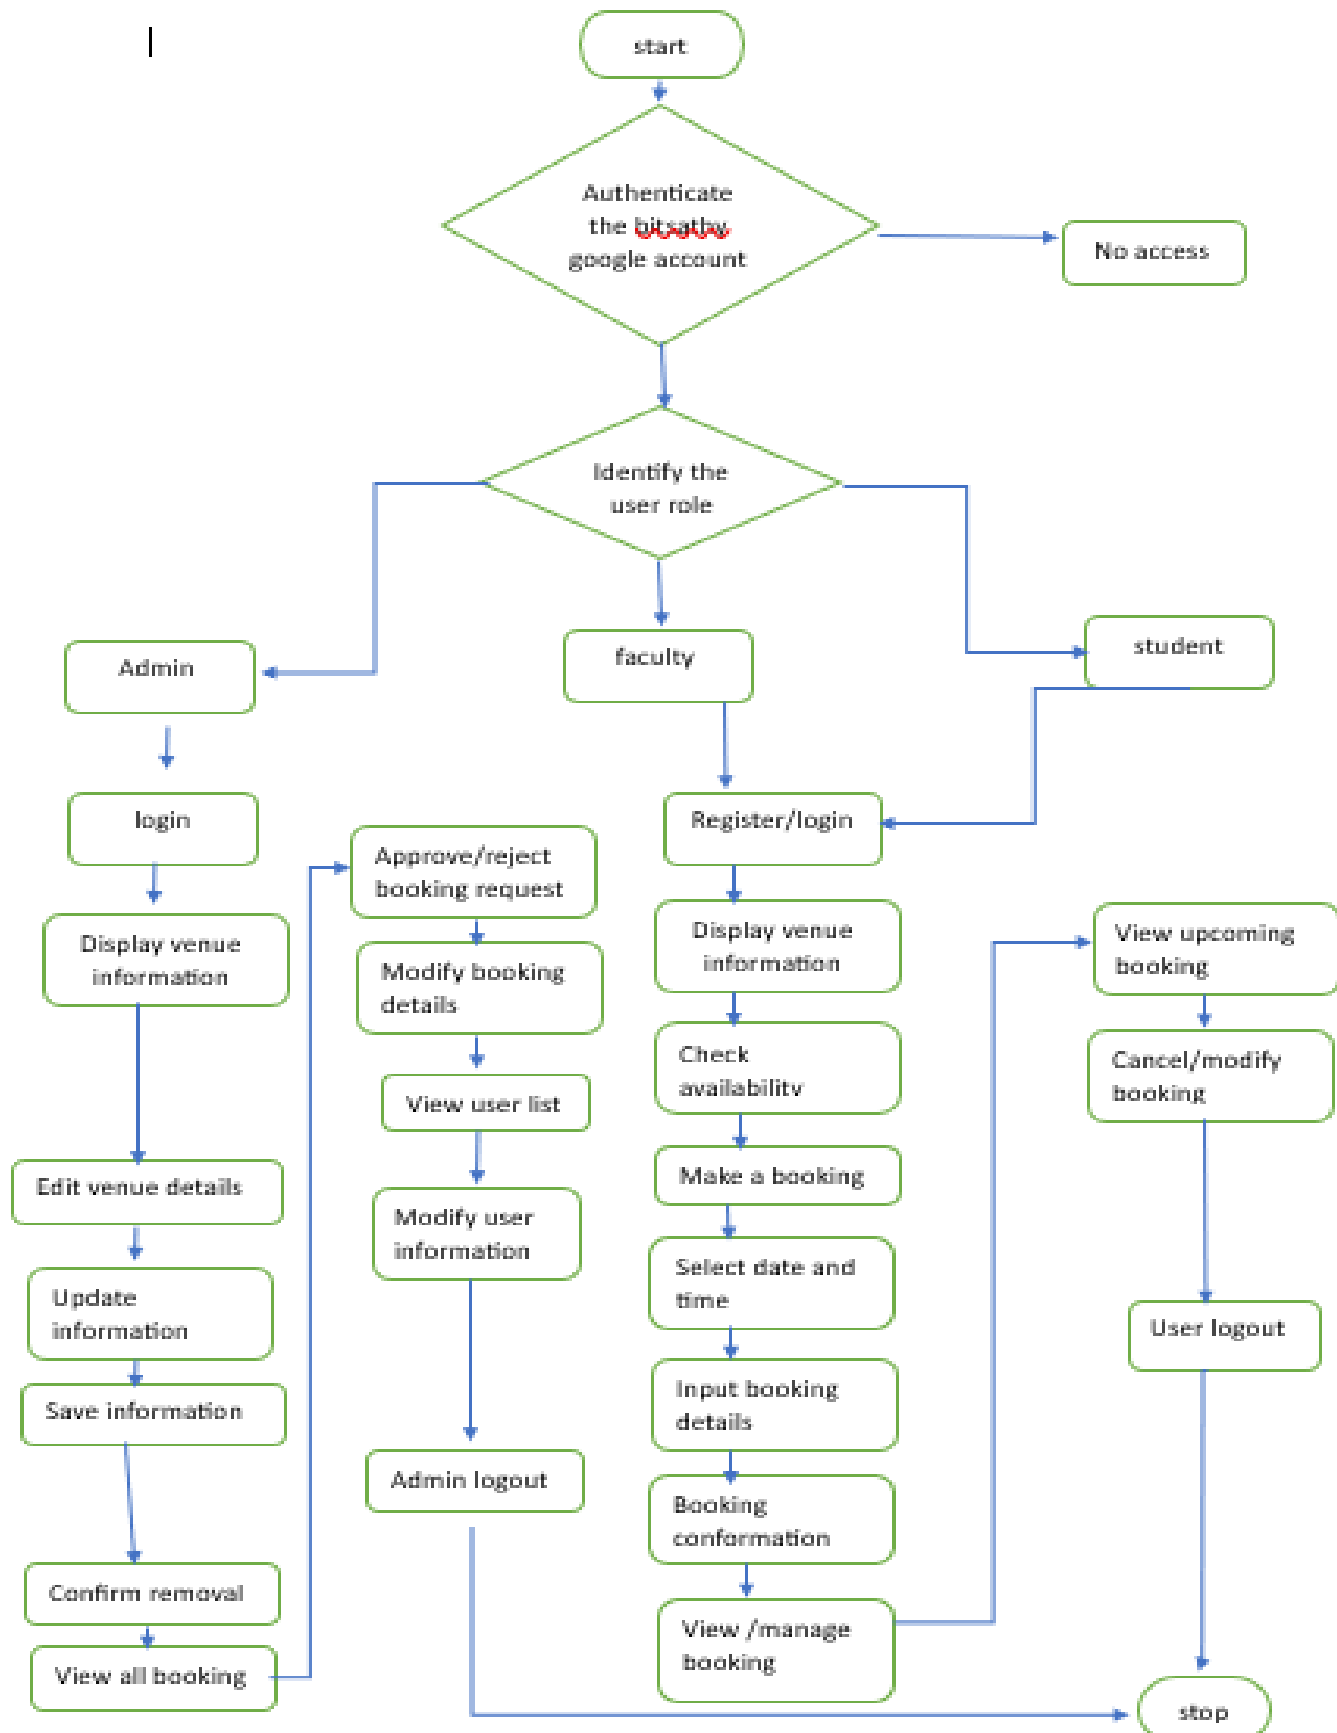 start
Authenticate
the bitsathy
google account
No access
Identify the
user role
Admin
faculty
student
login
Register/login
Approve/reject
booking request
Display venue
information
Modify booking
details
Display venue
information
View upcoming
booking
Check
availability
Cancel/modify
booking
View user list
Edit venue details
Make a booking
Modify user
information
Update
information
Select date and
time
User logout
Save information
Input booking
details
Admin logout
Booking
conformation
Confirm removal
View /manage
booking
View all booking
stop